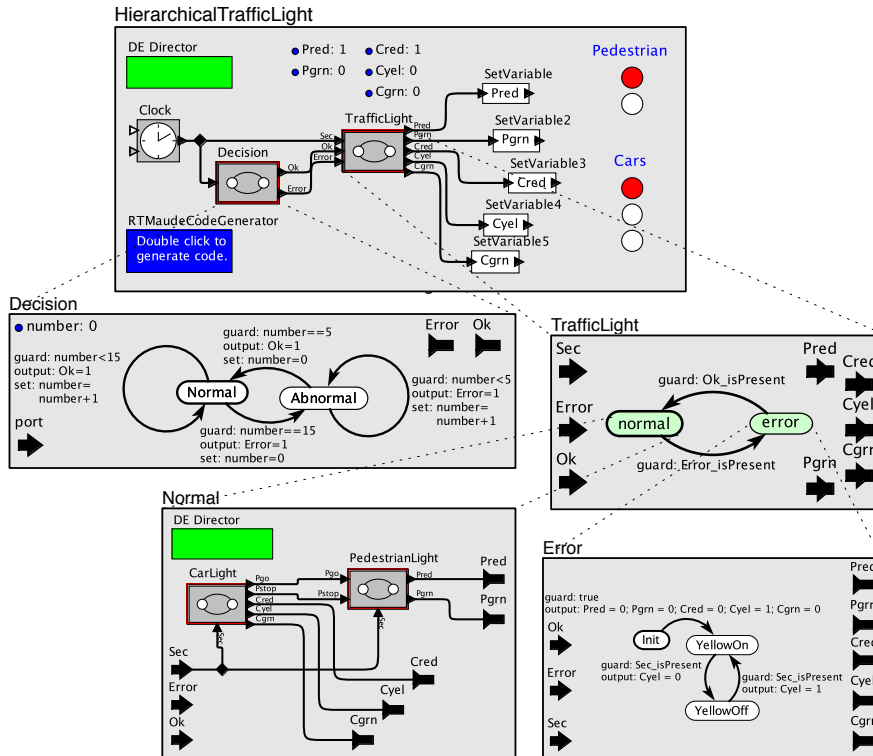 HierarchicalTrafficLight
DE Director
Pred: 1
Cred: 1
Pgrn: 0
Cyel: 0
Cgrn: 0
Pedestrian
Clock
Decision
Ok
Error
Sec
Ok
Error
TrafficLight
Pred
Pgrn
Cred
Cyel
Cgrn
SetVariable
Pred
SetVariable2
Pgrn
SetVariable3
Cred
SetVariable4
Cyel
SetVariable5
Cgrn
Cars
RTMaudeCodeGenerator
Double click to
generate code.
Decision
number: 0
guard: number<15
output: Ok=1
set: number=
number+1
guard: number==5
output: Ok=1
set: number=0
Normal
Abnormal
guard: number==15
output: Error=1
set: number=0
guard: number<5
output: Error=1
set: number=
number+1
Error
Ok
port
TrafficLight
Sec
Error
Ok
guard: Ok_isPresent
normal
error
guard: Error_isPresent
Pred
Pgrn
Cred
Cyel
Cgrn
Normal
DE Director
CarLight
Pgo
Pstop
Cred
Cyel
Cgrn
Sec
PedestrianLight
Pgo
Pstop
Sec
Pred
Pgrn
Pred
Pgrn
Sec
Error
Ok
Cred
Cyel
Cgrn
Error
guard: true
output: Pred = 0; Pgrn = 0; Cred = 0; Cyel = 1; Cgrn = 0
Ok
Error
Sec
Init
YellowOn
guard: Sec_isPresent
output: Cyel = 0
guard: Sec_isPresent
output: Cyel = 1
YellowOff
Pred
Pgrn
Cred
Cyel
Cgrn